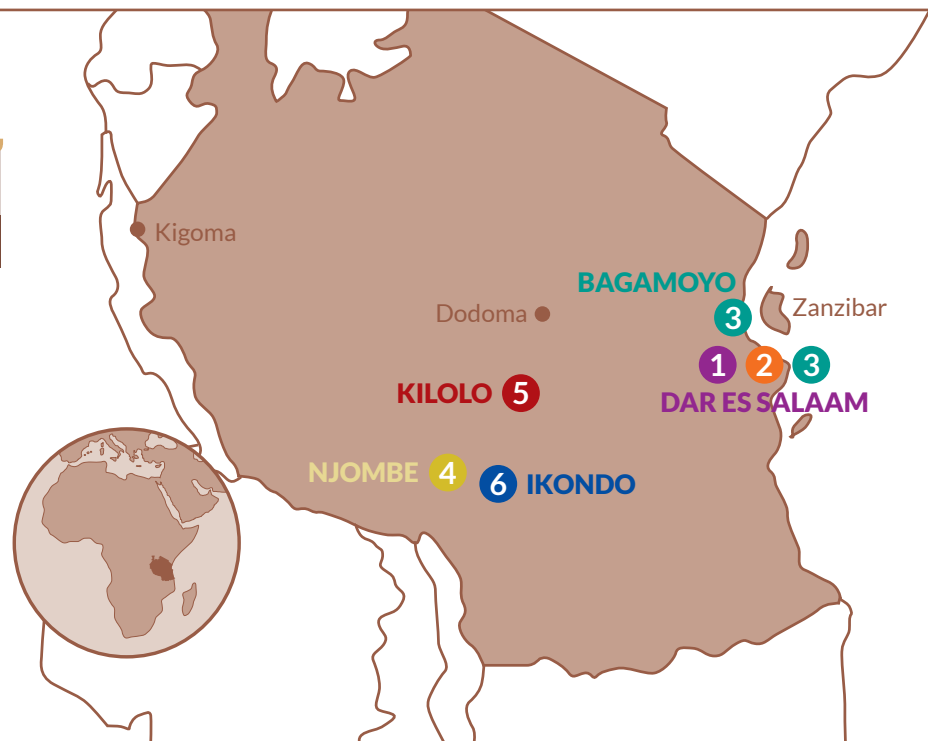 Kigoma
BAGAMOYO
3
Zanzibar
Dodoma
1 2 3
DAR ES SALAAM
KILOLO 5
NJOMBE 4
6 IKONDO